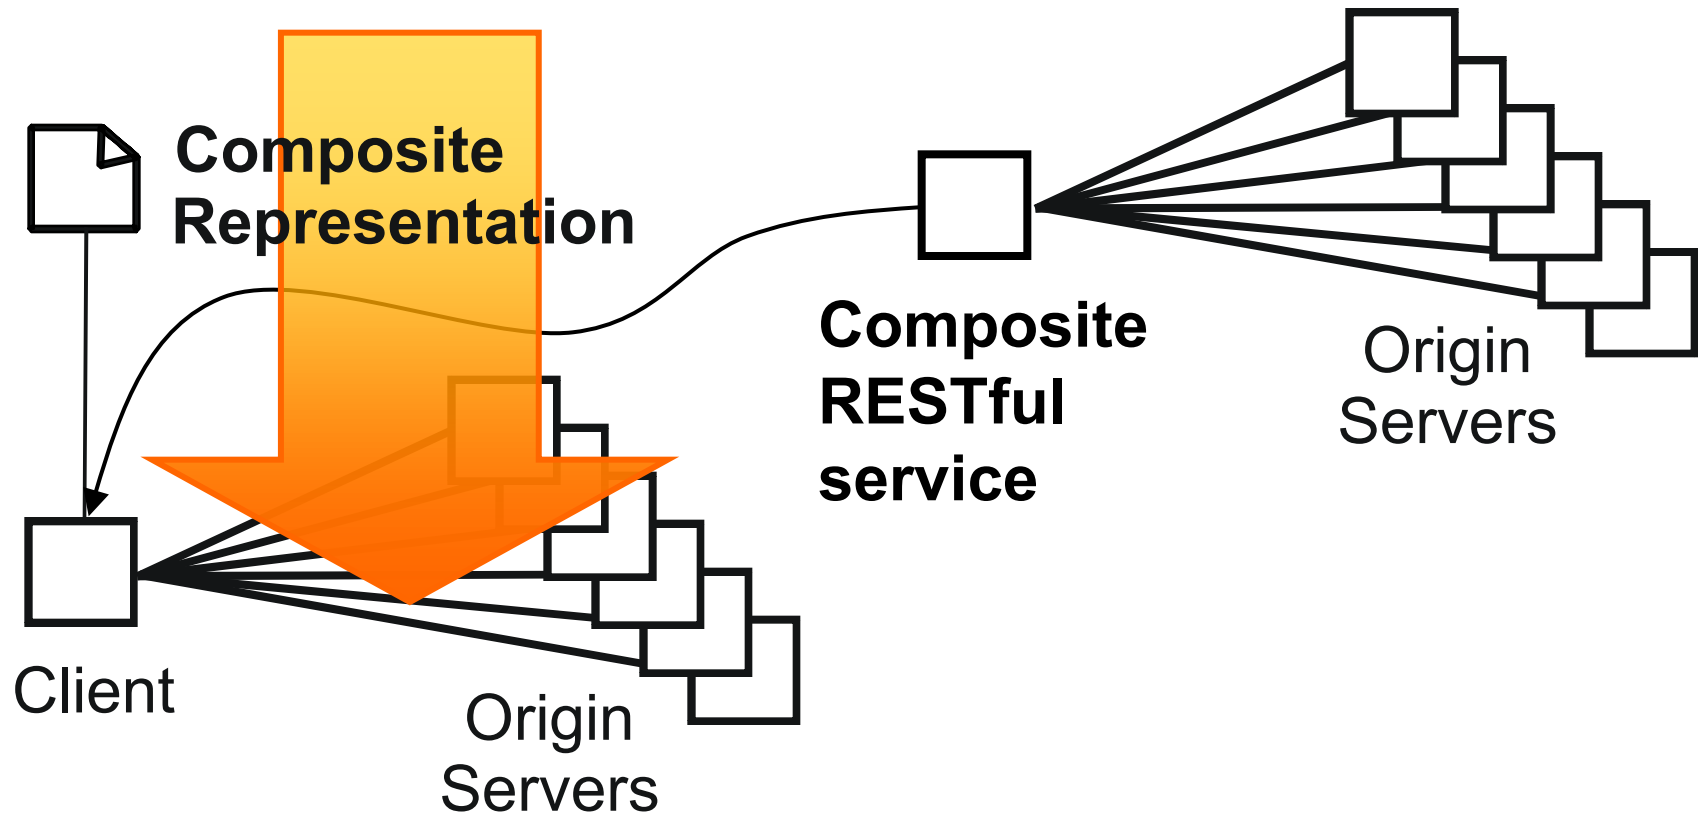 Composite
Representation
Composite
RESTful
service
Origin
Servers
Client
Origin
Servers